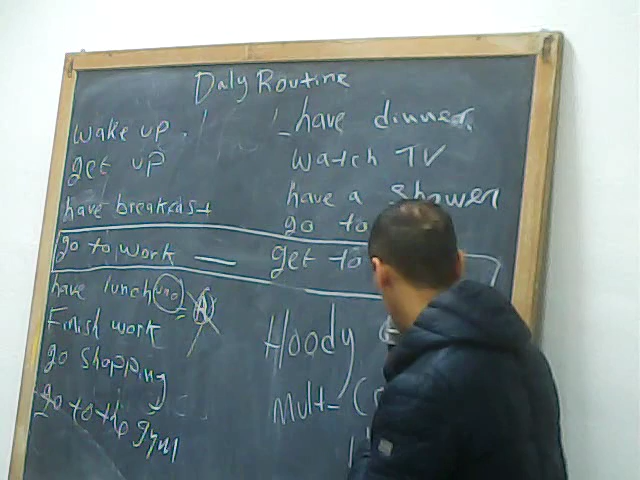 Daly Routine
wake up.
get up
have breakfast
go to work —
have lunch
Finish work
go shopping
go to the gym
have dinner.
watch TV
have a shower
go to
get to
Hoody
Mult- (